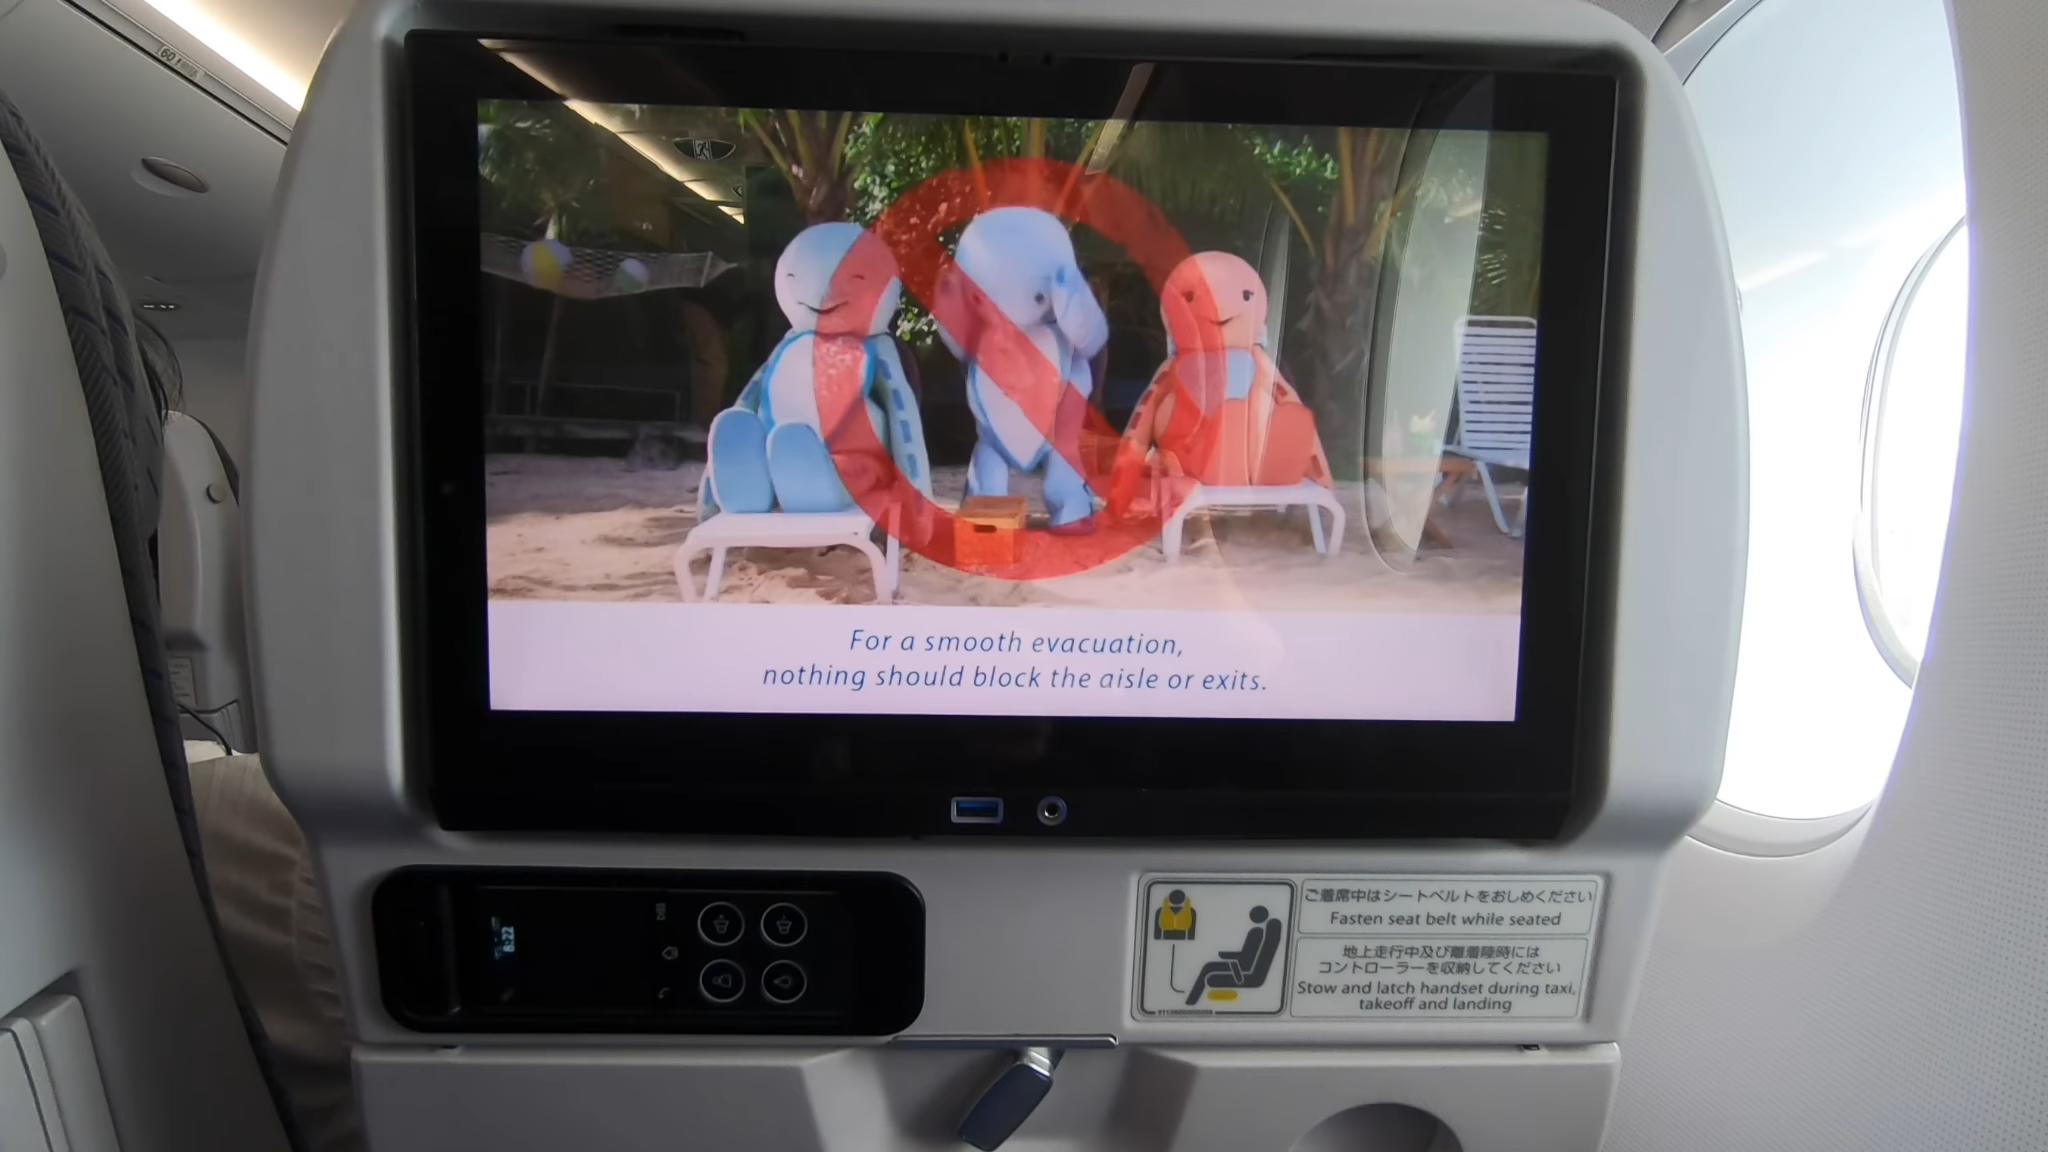 For a smooth evacuation,
nothing should block the aisle or exits.
8:22
ご着席中はシートベルトをおしめください
Fasten seat belt while seated
地上走行中及び離着陸時には
コントローラーを収納してください
Stow and latch handset during taxi,
takeoff and landing